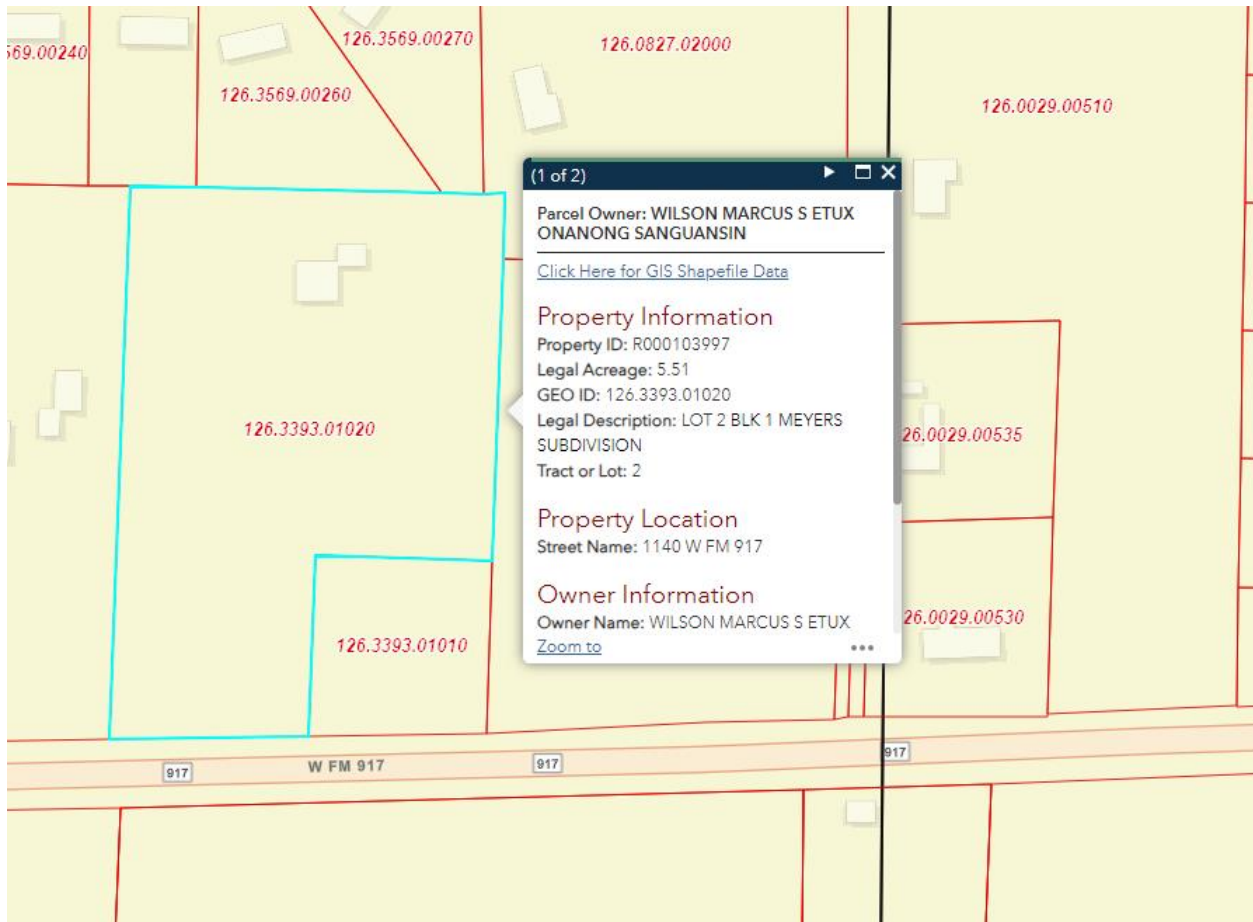 569.00240
126.3569.00270
126.0827.02000
126.3569.00260
126.0029.00510
(1 of 2)
Parcel Owner: WILSON MARCUS S ETUX
ONANONG SANGUANSIN
Click Here for GIS Shapefile Data
Property Information
Property ID: R000103997
Legal Acreage: 5.51
GEO ID: 126.3393.01020
Legal Description: LOT 2 BLK 1 MEYERS
SUBDIVISION
Tract or Lot: 2
Property Location
Street Name: 1140 W FM 917
Owner Information
Owner Name: WILSON MARCUS S ETUX
Zoom to
126.3393.01020
26.0029.00535
126.3393.01010
26.0029.00530
917
W FM 917
917
917